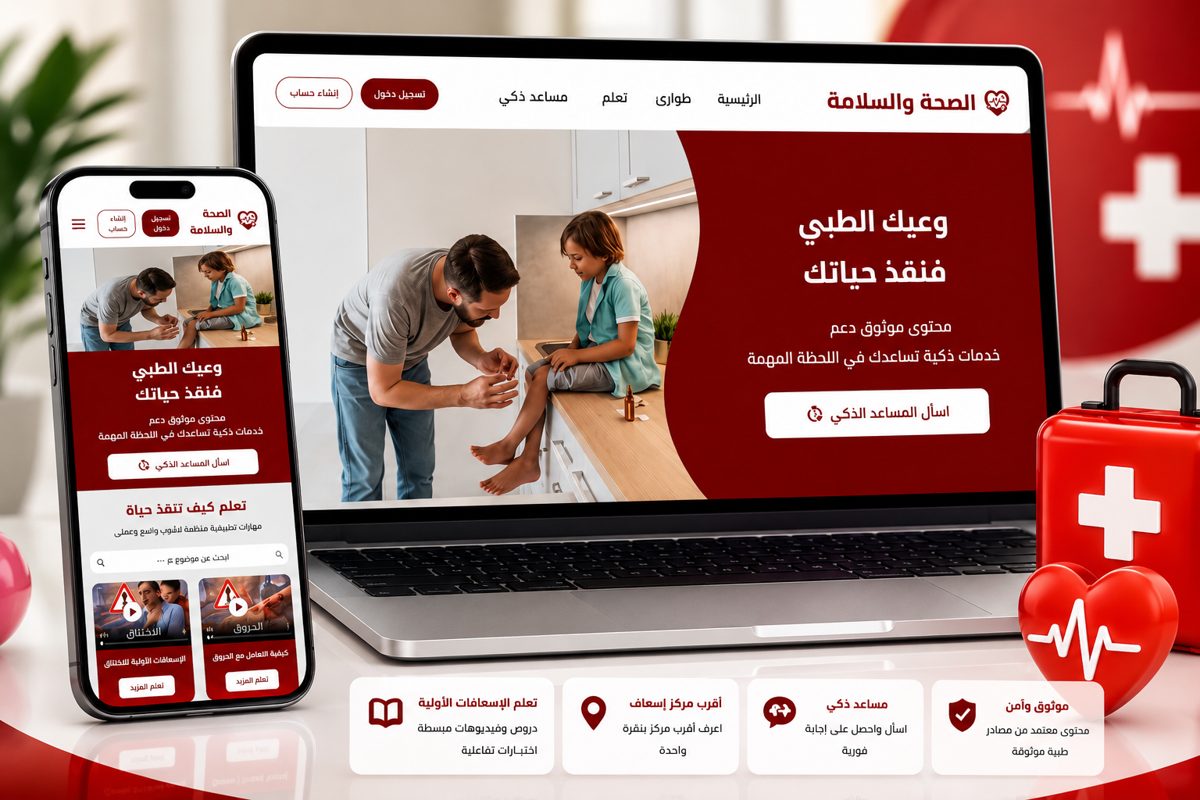 الصحة والسلامة
الرئيسية
طوارئ
تعلم
مساعد ذكي
تسجيل دخول
إنشاء حساب
وعيك الطبي
فنقذ حياتك
محتوى موثوق دعم
خدمات ذكية تساعدك في اللحظة المهمة
اسأل المساعد الذكي
الصحة
والسلامة
تسجيل
دخول
إنشاء
حساب
وعيك الطبي
فنقذ حياتك
محتوى موثوق دعم
خدمات ذكية تساعدك في اللحظة المهمة
اسأل المساعد الذكي
تعلم كيف تتقذ حياة
مهارات تطبيقية منظمة واسع وعملى
ابحث عن موضوع ...
الحروق
الاختناق
كيفية التعامل مع الحروق
الإسعافات الأولية للاختناق
تعلم المزيد
تعلم المزيد
موثوق وآمن
محتوى معتمد من مصادر
طبية موثوقة
مساعد ذكي
اسأل واحصل على إجابة
فورية
أقرب مركز إسعاف
اعرف أقرب مركز بنقرة
واحدة
تعلم الإسعافات الأولية
دروس وفيديوهات مبسطة
اختبارات تفاعلية